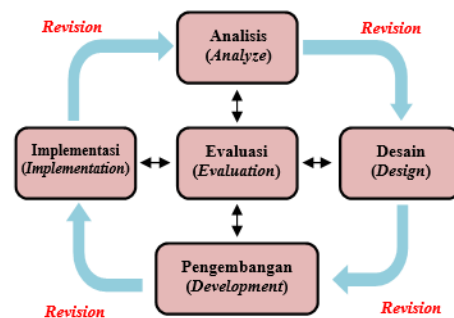 Revision
Analisis
(Analyze)
Revision
Implementasi
(Implementation)
Evaluasi
(Evaluation)
Desain
(Design)
Pengembangan
(Development)
Revision
Revision